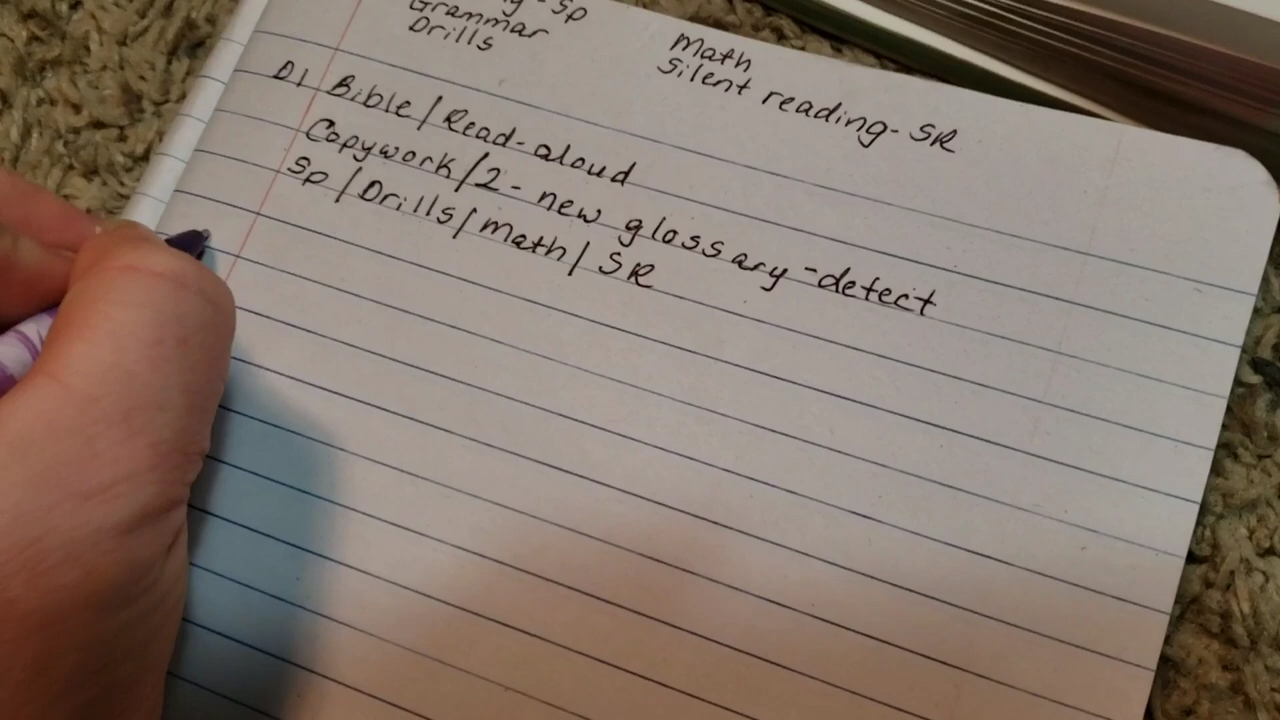 Sp
Grammar
Drills
Math
Silent reading - SR
D1 Bible / Read-aloud
Copywork / 2 - new glossary - detect
Sp / Drills / Math / SR